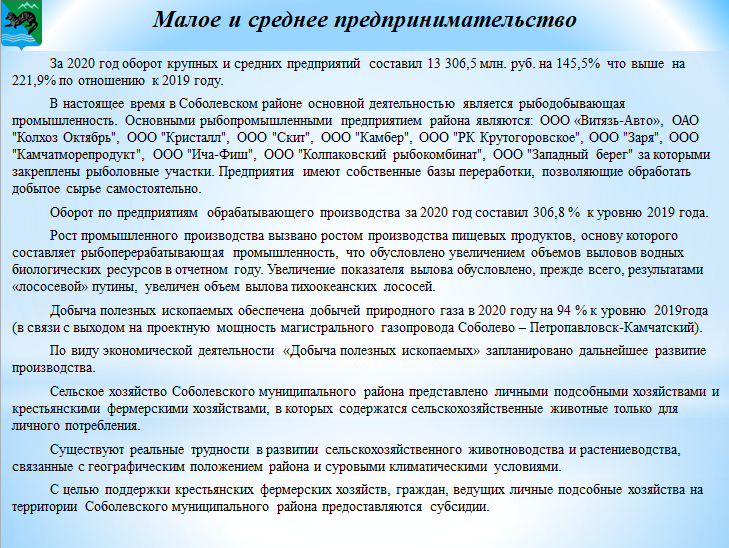 Малое и среднее предпринимательство
За 2020 год оборот крупных и средних предприятий составил 13 306,5 млн. руб. на 145,5% что выше на
221,9% по отношению к 2019 году.
В настоящее время в Соболевском районе основной деятельностью является рыбодобывающая
промышленность. Основными рыбопромышленными предприятием района являются: ООО «Витязь-Авто», ОАО
"Колхоз Октябрь", ООО "Кристалл", ООО "Скит", ООО "Камбер", ООО "РК Крутогоровское", ООО "Заря", ООО
"Камчатморепродукт", ООО "Ича-Фиш", ООО "Колпаковский рыбокомбинат", ООО "Западный берег" за которыми
закреплены рыболовные участки. Предприятия имеют собственные базы переработки, позволяющие обработать
добытое сырье самостоятельно.
Оборот по предприятиям обрабатывающего производства за 2020 год составил 306,8 % к уровню 2019 года.
Рост промышленного производства вызвано ростом производства пищевых продуктов, основу которого
составляет рыбоперерабатывающая промышленность, что обусловлено увеличением объемов выловов водных
биологических ресурсов в отчетном году. Увеличение показателя вылова обусловлено, прежде всего, результатами
«лососевой» путины, увеличен объем вылова тихоокеанских лососей.
Добыча полезных ископаемых обеспечена добычей природного газа в 2020 году на 94 % к уровню 2019года
(в связи с выходом на проектную мощность магистрального газопровода Соболево – Петропавловск-Камчатский).
По виду экономической деятельности «Добыча полезных ископаемых» запланировано дальнейшее развитие
производства.
Сельское хозяйство Соболевского муниципального района представлено личными подсобными хозяйствами и
крестьянскими фермерскими хозяйствами, в которых содержатся сельскохозяйственные животные только для
личного потребления.
Существуют реальные трудности в развитии сельскохозяйственного животноводства и растениеводства,
связанные с географическим положением района и суровыми климатическими условиями.
С целью поддержки крестьянских фермерских хозяйств, граждан, ведущих личные подсобные хозяйства на
территории Соболевского муниципального района предоставляются субсидии.